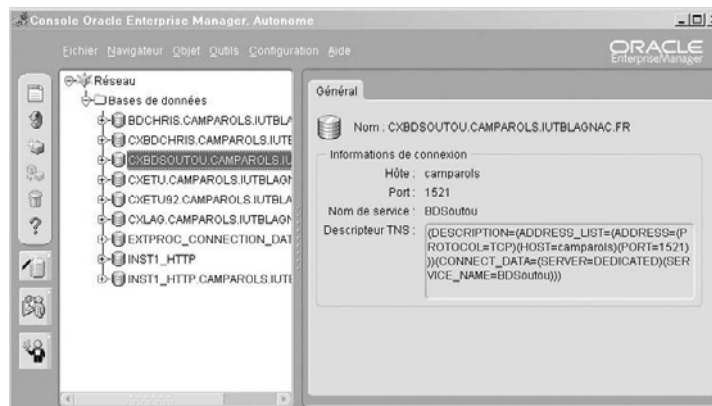 Console Oracle Enterprise Manager, Autonome
Fichier Navigateur Objet Outils Configuration Aide
ORACLE
EnterpriseManager
Réseau
Bases de données
BDCHRIS.CAMPAROLS.IUTBLA
CXBDCHRIS.CAMPAROLS.IUTE
CXBDSOUTOU.CAMPAROLS.IU
CXETU.CAMPAROLS.IUTBLAGN
CXETU92.CAMPAROLS.IUTBLA
CXLAG.CAMPAROLS.IUTBLAGN
EXTPROC_CONNECTION_DAT
INST1_HTTP
INST1_HTTP.CAMPAROLS.IUTE
Général
Nom : CXBDSOUTOU.CAMPAROLS.IUTBLAGNAC.FR
Informations de connexion
Hôte : camparols
Port : 1521
Nom de service : BDSoutou
Descripteur TNS : (DESCRIPTION=(ADDRESS_LIST=(ADDRESS=(P
ROTOCOL=TCP)(HOST=camparols)(PORT=1521)
))(CONNECT_DATA=(SERVER=DEDICATED)(SER
VICE_NAME=BDSoutou)))